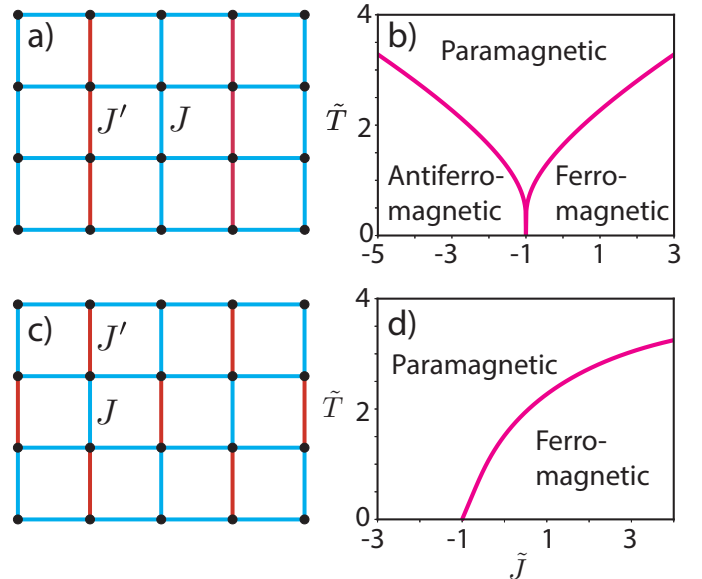 a)
J′
J
b)
4
Paramagnetic
T̃
2
Antiferro-
magnetic
Ferro-
magnetic
0
-5
-3
-1
1
3
c)
J′
J
d)
4
Paramagnetic
T̃
2
Ferro-
magnetic
0
-3
-1
1
3
J̃